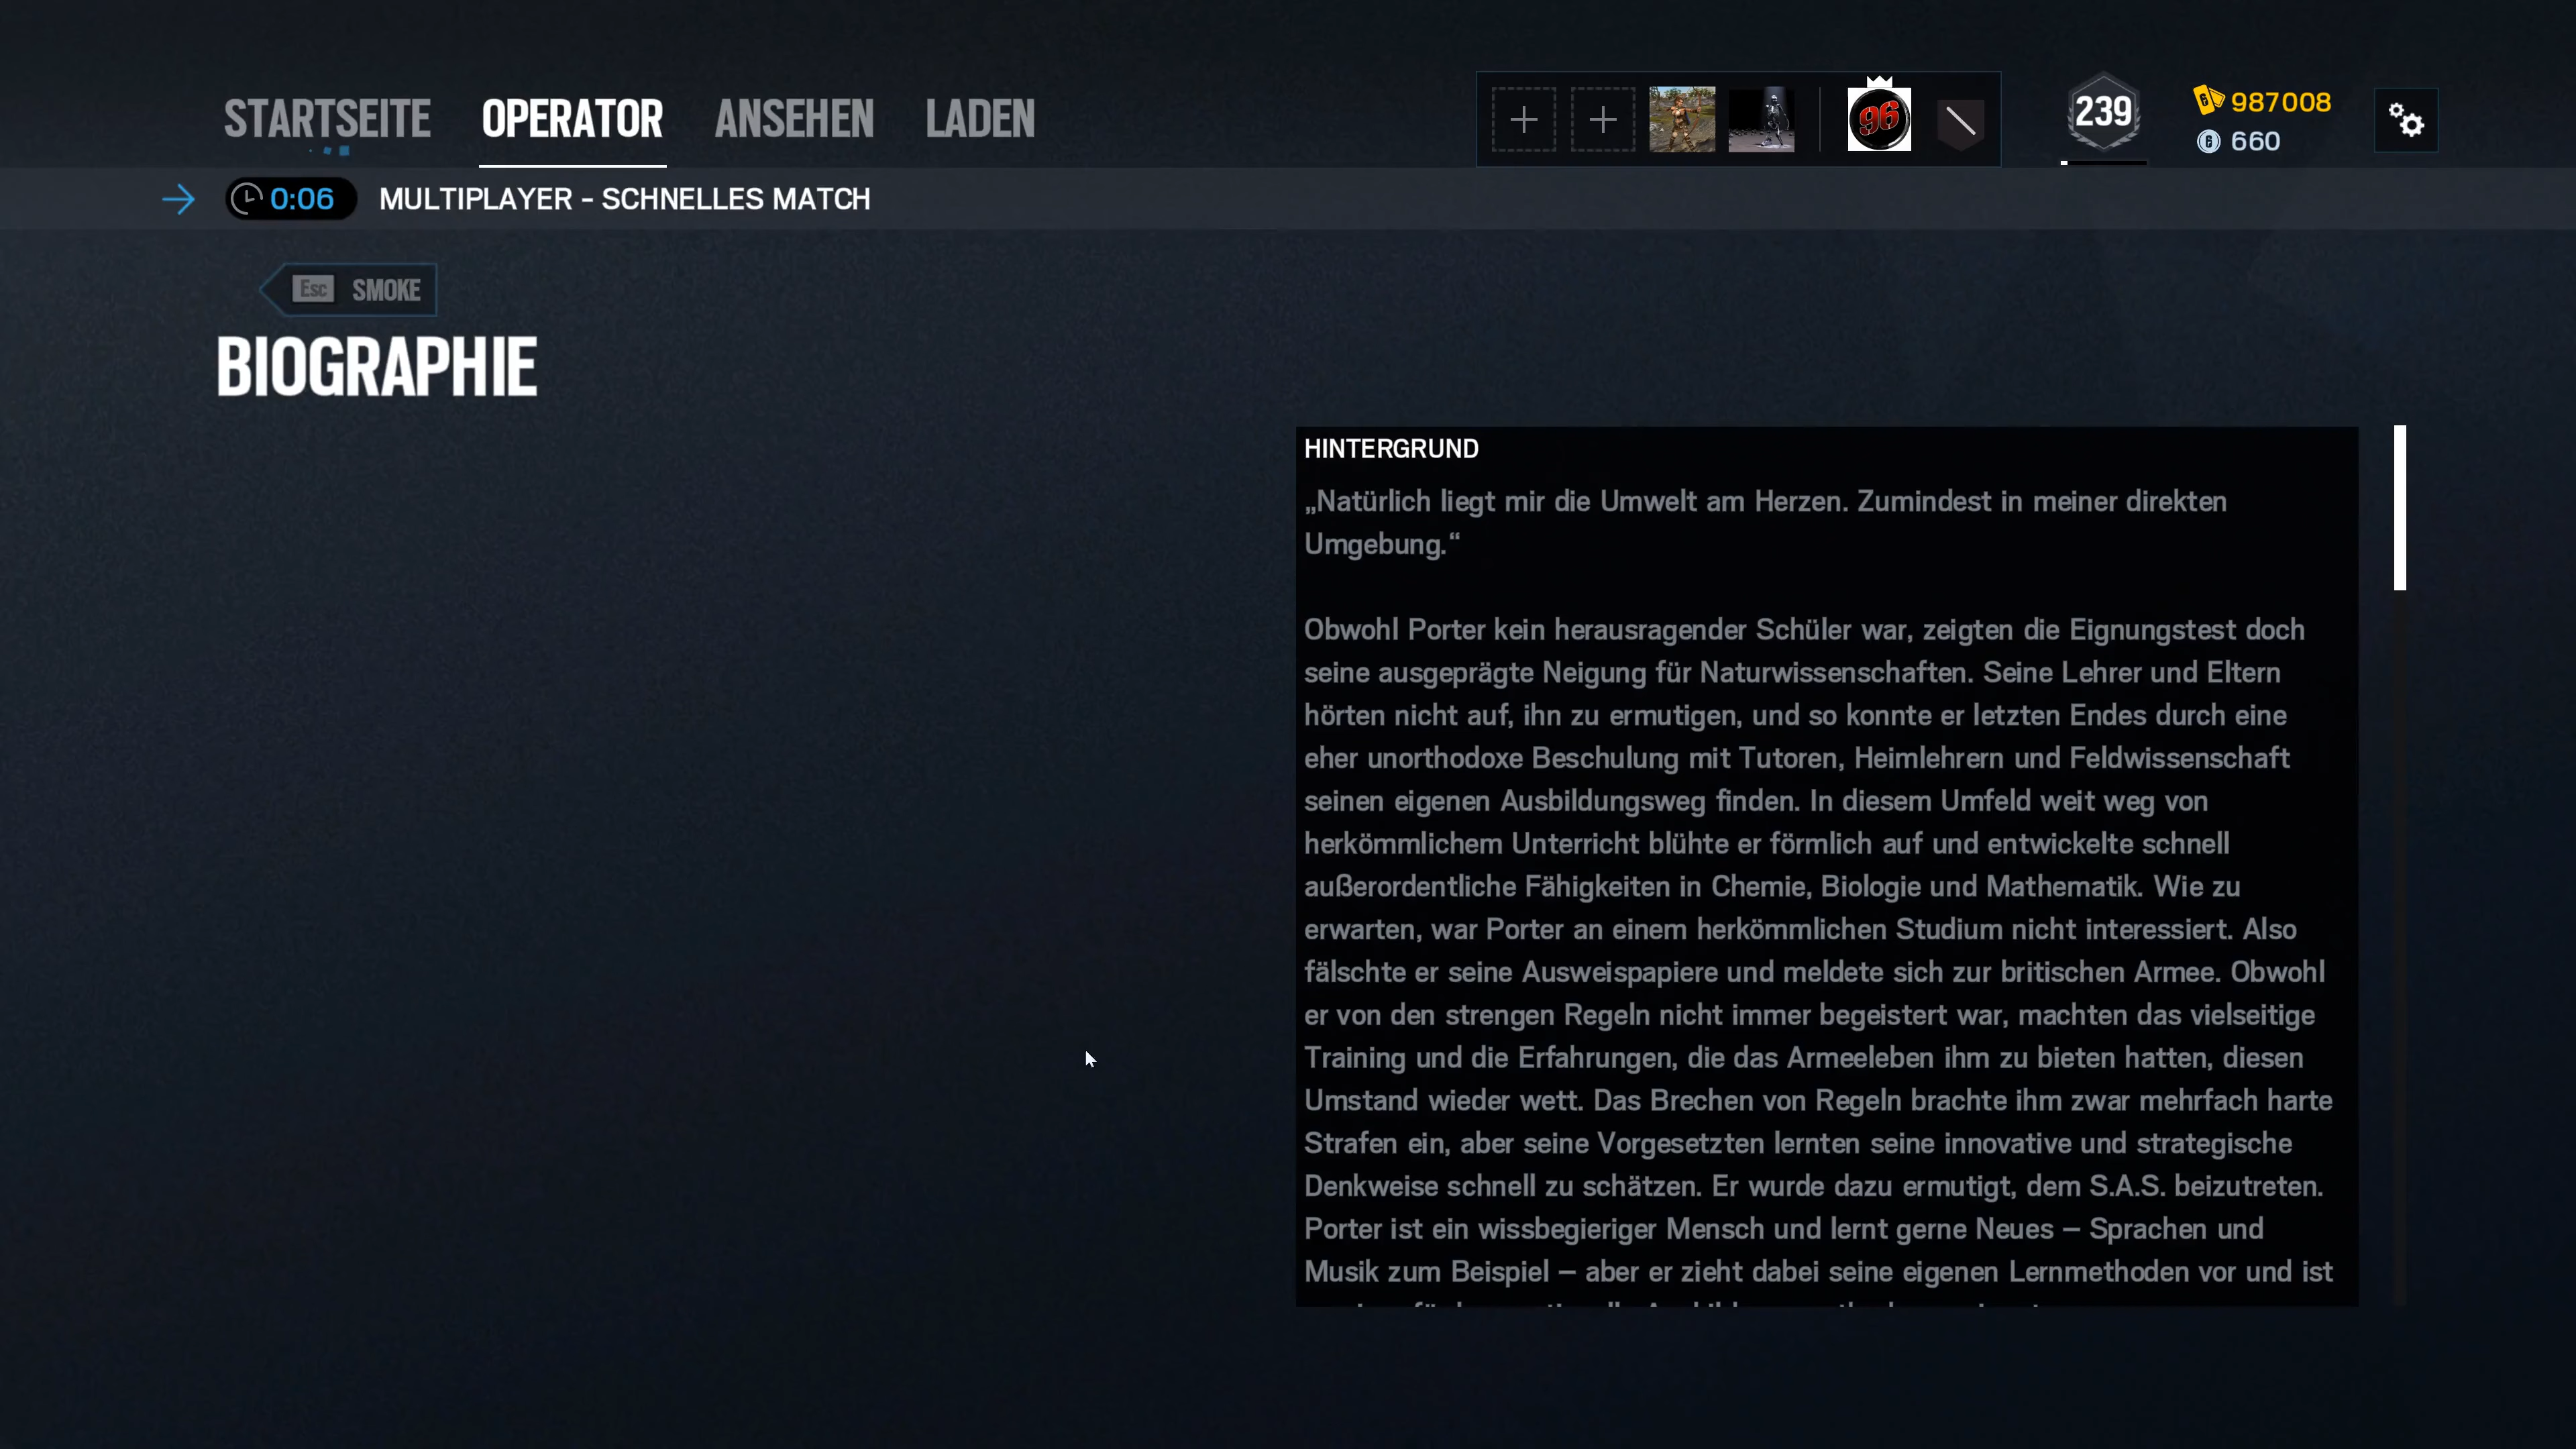 STARTSEITE OPERATOR ANSEHEN LADEN
96
239
987008
660
0:06 MULTIPLAYER - SCHNELLES MATCH
Esc SMOKE
BIOGRAPHIE
HINTERGRUND
„Natürlich liegt mir die Umwelt am Herzen. Zumindest in meiner direkten
Umgebung.“
Obwohl Porter kein herausragender Schüler war, zeigten die Eignungstest doch
seine ausgeprägte Neigung für Naturwissenschaften. Seine Lehrer und Eltern
hörten nicht auf, ihn zu ermutigen, und so konnte er letzten Endes durch eine
eher unorthodoxe Beschulung mit Tutoren, Heimlehrern und Feldwissenschaft
seinen eigenen Ausbildungsweg finden. In diesem Umfeld weit weg von
herkömmlichem Unterricht blühte er förmlich auf und entwickelte schnell
außerordentliche Fähigkeiten in Chemie, Biologie und Mathematik. Wie zu
erwarten, war Porter an einem herkömmlichen Studium nicht interessiert. Also
fälschte er seine Ausweispapiere und meldete sich zur britischen Armee. Obwohl
er von den strengen Regeln nicht immer begeistert war, machten das vielseitige
Training und die Erfahrungen, die das Armeeleben ihm zu bieten hatten, diesen
Umstand wieder wett. Das Brechen von Regeln brachte ihm zwar mehrfach harte
Strafen ein, aber seine Vorgesetzten lernten seine innovative und strategische
Denkweise schnell zu schätzen. Er wurde dazu ermutigt, dem S.A.S. beizutreten.
Porter ist ein wissbegieriger Mensch und lernt gerne Neues – Sprachen und
Musik zum Beispiel – aber er zieht dabei seine eigenen Lernmethoden vor und ist